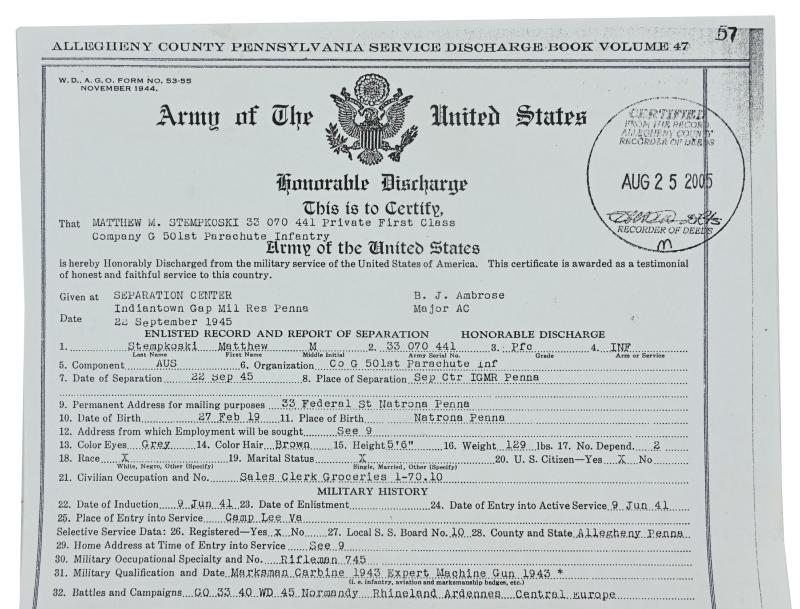 57
ALLEGHENY COUNTY PENNSYLVANIA SERVICE DISCHARGE BOOK VOLUME 47
W.D., A. G. O. FORM NO. 53-55
NOVEMBER 1944.
Army of The United States
CERTIFIED
FROM THE RECORD
ALLEGHENY COUNTY
RECORDER OF DEEDS
AUG 25 2005
RECORDER OF DEEDS
Honorable Discharge
This is to Certify,
That MATTHEW M. STEMPKOSKI 33 070 441 Private First Class
Company G 501st Parachute Infantry
Army of the United States
is hereby Honorably Discharged from the military service of the United States of America. This certificate is awarded as a testimonial
of honest and faithful service to this country.
Given at SEPARATION CENTER B. J. Ambrose
Indiantown Gap Mil Res Penna Major AC
Date 22 September 1945
ENLISTED RECORD AND REPORT OF SEPARATION HONORABLE DISCHARGE
1. Stempkoski Matthew M 2. 33 070 441 3. Pfc 4. INF
Last Name First Name Middle Initial Army Serial No. Grade Arm or Service
5. Component AUS 6. Organization Co G 501st Parachute Inf
7. Date of Separation 22 Sep 45 8. Place of Separation Sep Ctr IGMR Penna
9. Permanent Address for mailing purposes 33 Federal St Natrona Penna
10. Date of Birth 27 Feb 19 11. Place of Birth Natrona Penna
12. Address from which Employment will be sought See 9
13. Color Eyes Grey 14. Color Hair Brown 15. Height 5'6" 16. Weight 129 lbs. 17. No. Depend. 2
18. Race X 19. Marital Status X 20. U. S. Citizen—Yes X No
White, Negro, Other (Specify) Single, Married, Other (Specify)
21. Civilian Occupation and No. Sales Clerk Groceries 1-70.10
MILITARY HISTORY
22. Date of Induction 9 Jun 41 23. Date of Enlistment 24. Date of Entry into Active Service 9 Jun 41
25. Place of Entry into Service Camp Lee Va
Selective Service Data: 26. Registered—Yes x No 27. Local S. S. Board No. 10 28. County and State Allegheny Penna
29. Home Address at Time of Entry into Service See 9
30. Military Occupational Specialty and No. Rifleman 745
31. Military Qualification and Date Marksman Carbine 1943 Expert Machine Gun 1943 *
(i. e. infantry, aviation and marksmanship badges, etc.)
32. Battles and Campaigns GO 33 40 WD 45 Normandy Rhineland Ardennes Central Europe